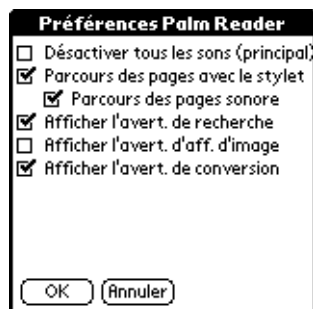 Préférences Palm Reader
Désactiver tous les sons (principal)
Parcours des pages avec le stylet
Parcours des pages sonore
Afficher l'avert. de recherche
Afficher l'avert. d'aff. d'image
Afficher l'avert. de conversion
OK Annuler